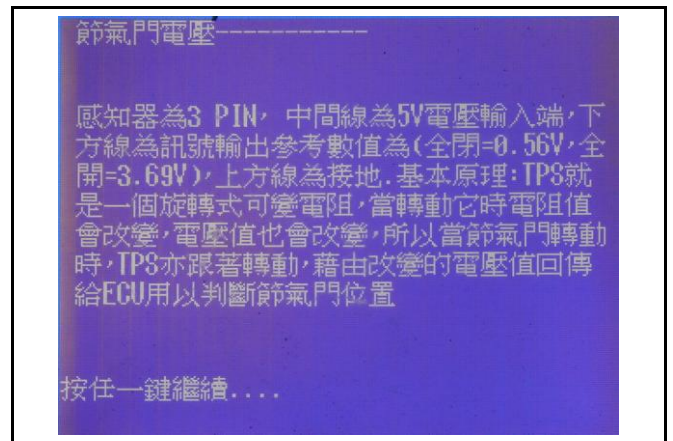 節氣門電壓-----------
感知器為3 PIN, 中間線為5V電壓輸入端,下
方線為訊號輸出參考數值為(全閉=0.56V,全
開=3.69V),上方線為接地.基本原理:TPS就
是一個旋轉式可變電阻,當轉動它時電阻值
會改變,電壓值也會改變,所以當節氣門轉動
時,TPS亦跟著轉動,藉由改變的電壓值回傳
給ECU用以判斷節氣門位置
按任一鍵繼續....